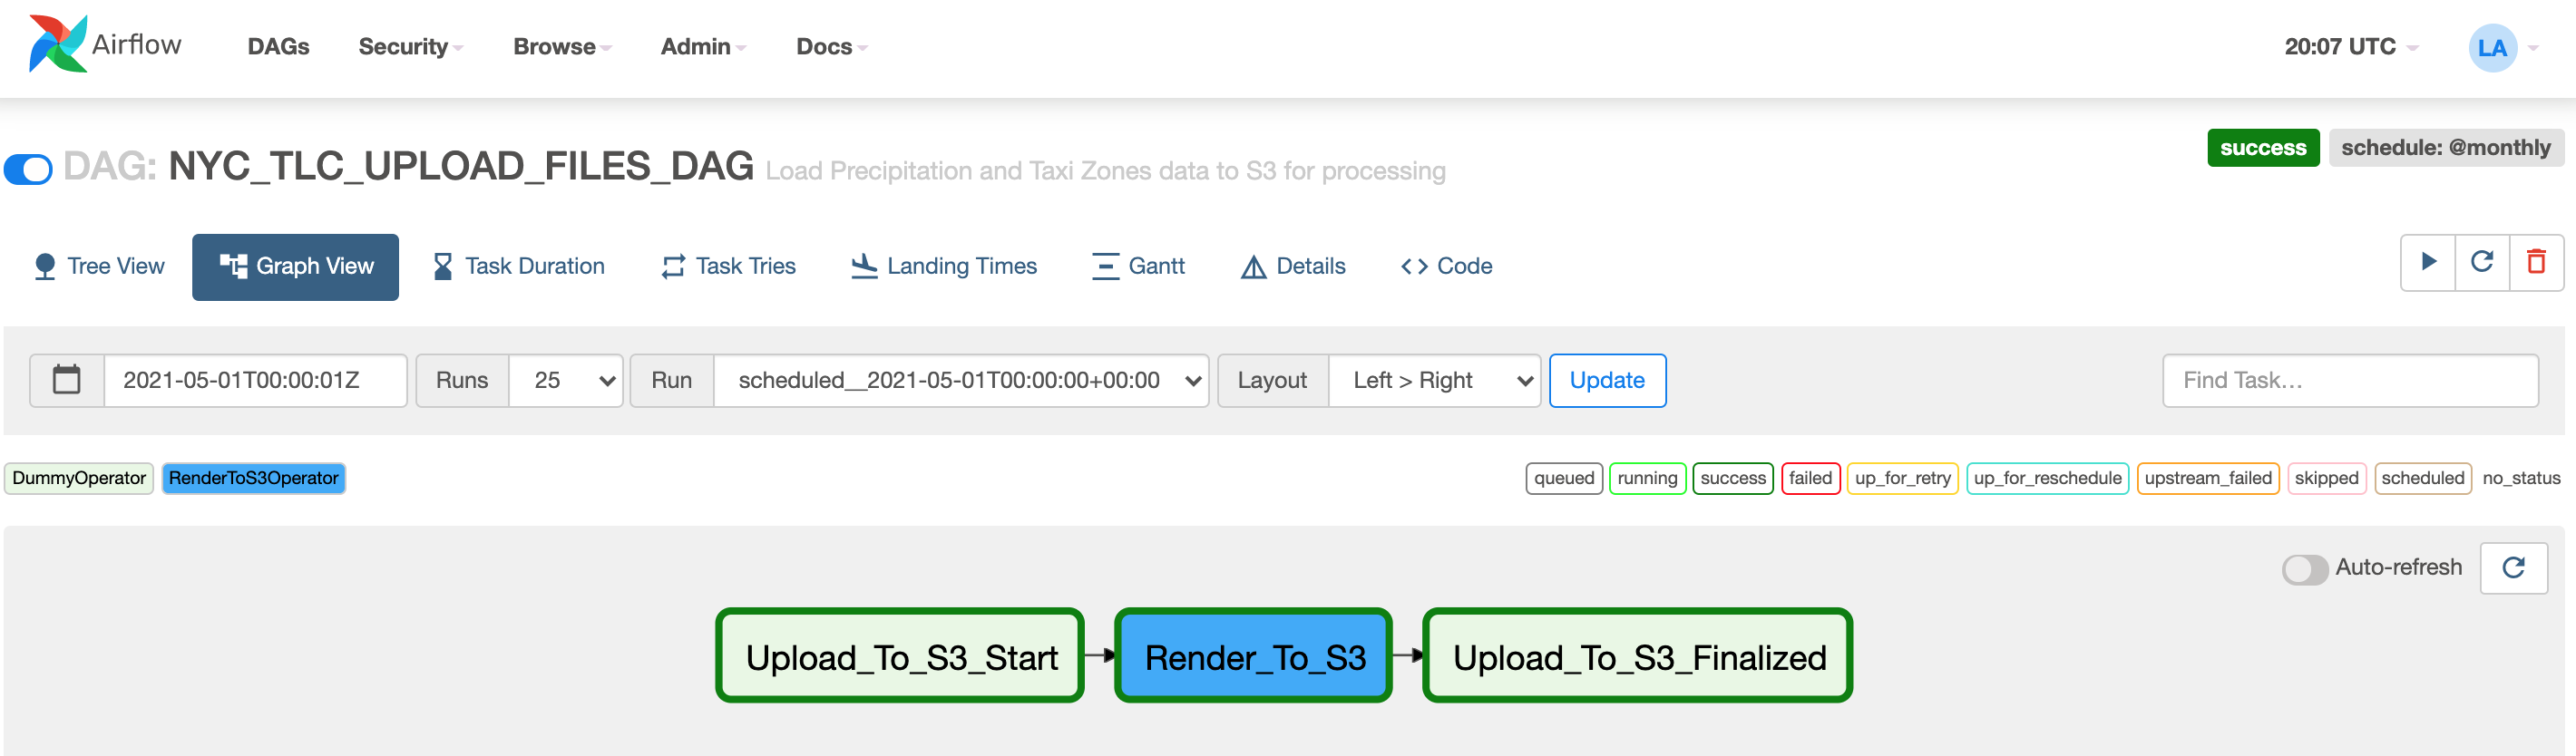 Airflow DAGs Security Browse Admin Docs 20:07 UTC LA
DAG: NYC_TLC_UPLOAD_FILES_DAG Load Precipitation and Taxi Zones data to S3 for processing success schedule: @monthly
Tree View Graph View Task Duration Task Tries Landing Times Gantt Details Code
2021-05-01T00:00:01Z Runs 25 Run scheduled__2021-05-01T00:00:00+00:00 Layout Left > Right Update Find Task…
DummyOperator RenderToS3Operator queued running success failed up_for_retry up_for_reschedule upstream_failed skipped scheduled no_status
Auto-refresh
Upload_To_S3_Start Render_To_S3 Upload_To_S3_Finalized